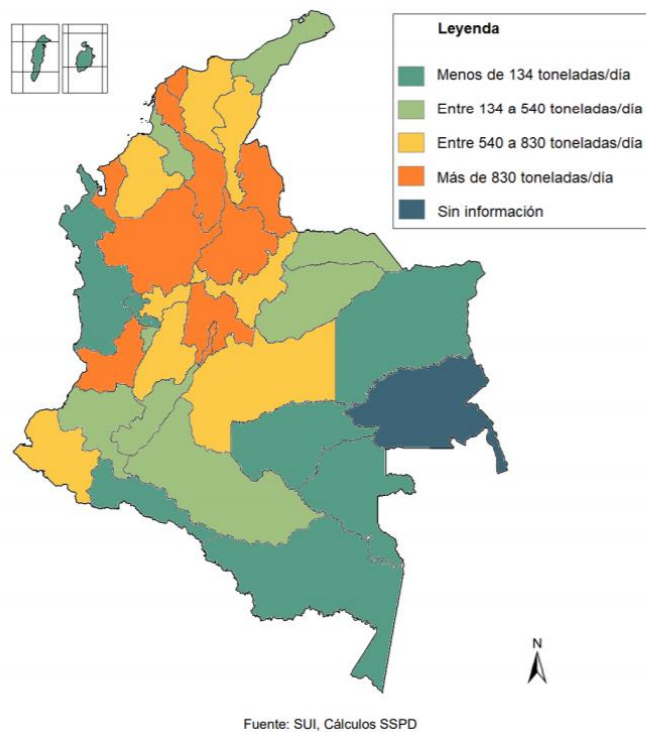 Leyenda
Menos de 134 toneladas/día
Entre 134 a 540 toneladas/día
Entre 540 a 830 toneladas/día
Más de 830 toneladas/día
Sin información
N
Fuente: SUI, Cálculos SSPD